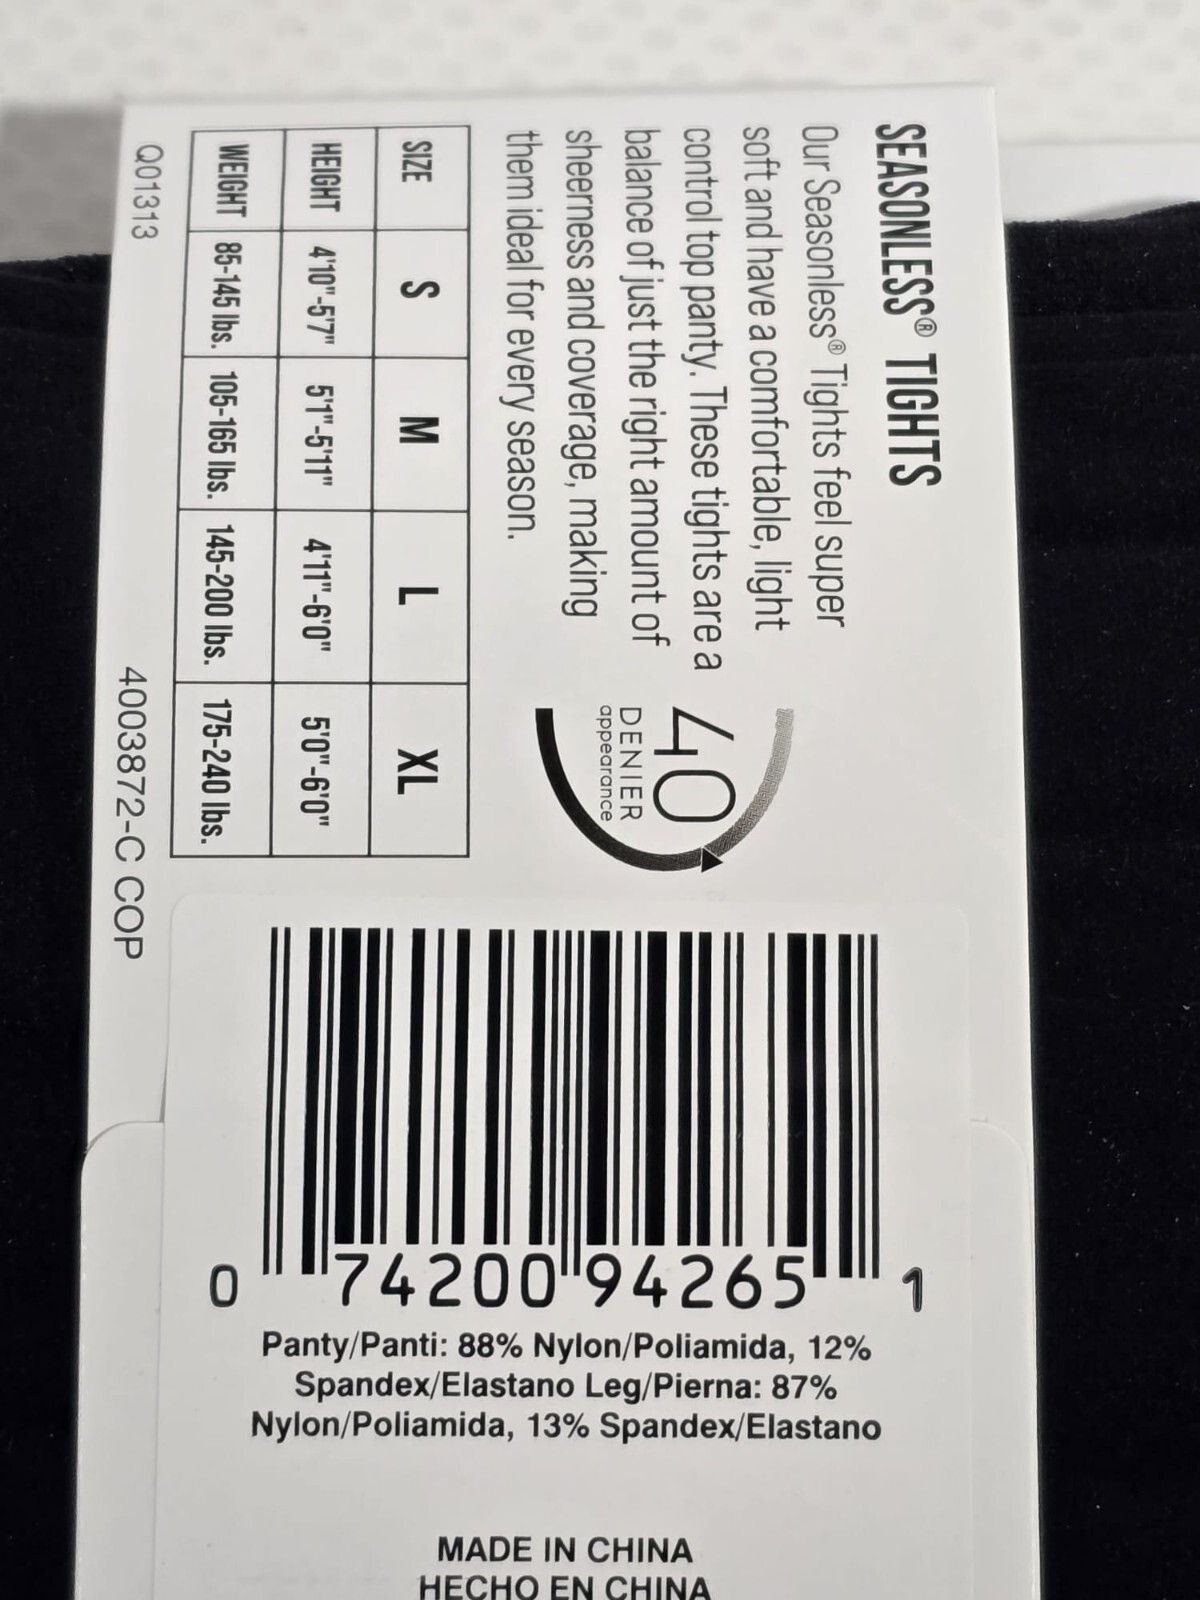 SEASONLESS® TIGHTS
Our Seasonless® Tights feel super
soft and have a comfortable, light
control top panty. These tights are a
balance of just the right amount of
sheerness and coverage, making
them ideal for every season.
40
DENIER
appearance
SIZE S M L XL
HEIGHT 4'10"-5'7" 5'1"-5'11" 4'11"-6'0" 5'0"-6'0"
WEIGHT 85-145 lbs. 105-165 lbs. 145-200 lbs. 175-240 lbs.
Q01313 4003872-C COP
0 74200 94265 1
Panty/Panti: 88% Nylon/Poliamida, 12%
Spandex/Elastano Leg/Pierna: 87%
Nylon/Poliamida, 13% Spandex/Elastano
MADE IN CHINA
HECHO EN CHINA